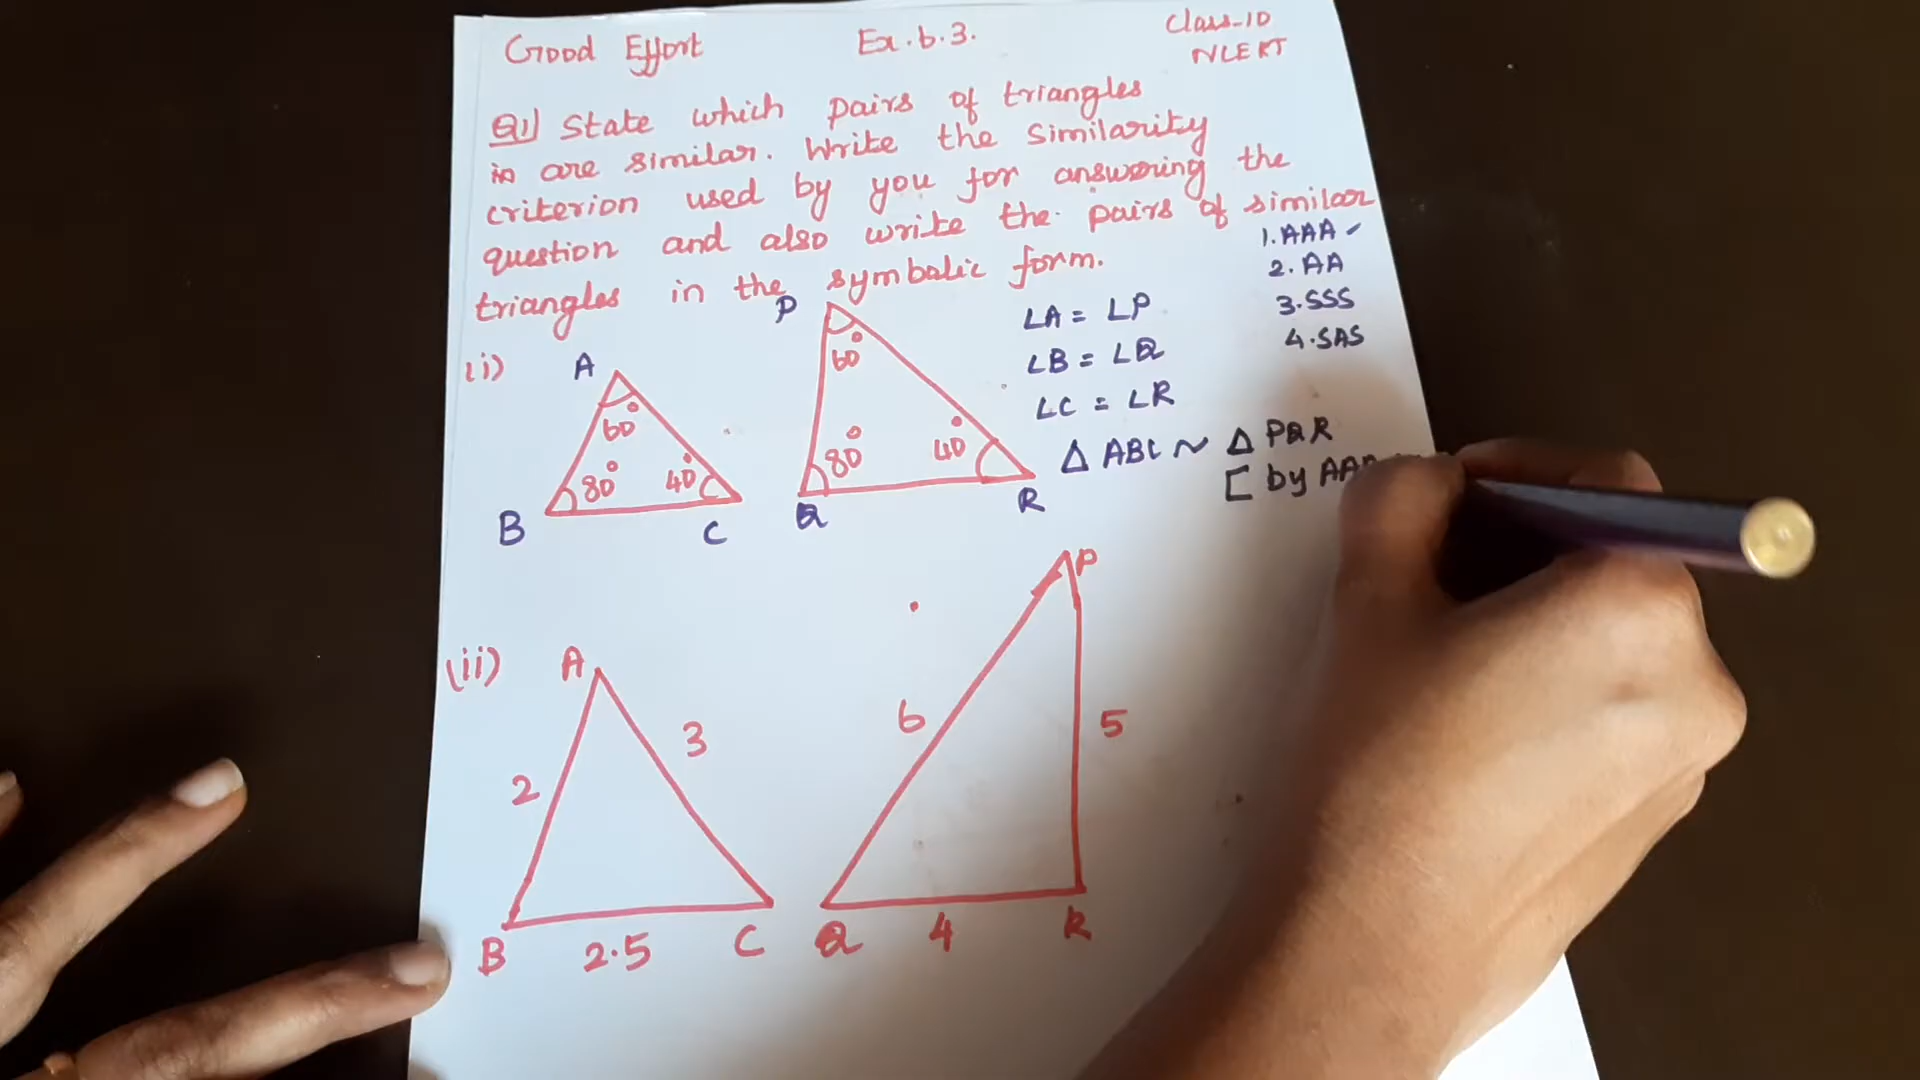 Good Effort Ex.6.3. Class-10
NCERT
Q1) State which pairs of triangles
in are similar. Write the similarity
criterion used by you for answering the
question and also write the pairs of similar
triangles in the symbolic form.
1. AAA ✓
2. AA
3. SSS
4. SAS
(i)
A
60°
80°
40°
B
C
P
60°
80°
40°
Q
R
∠A = ∠P
∠B = ∠Q
∠C = ∠R
Δ ABC ~ Δ PQR
[ by AAA
(ii)
A
2
3
B
2.5
C
P
6
5
Q
4
R